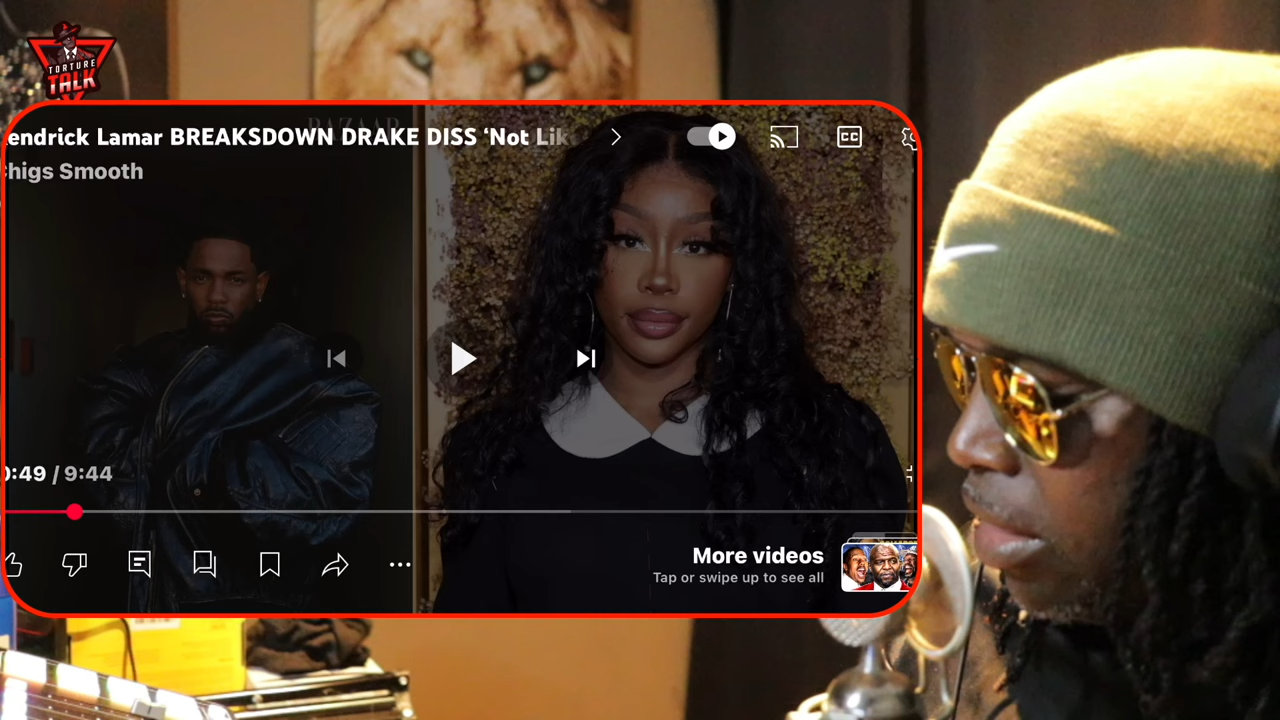 TORTURE
TALK
BAZAAR
endrick Lamar BREAKSDOWN DRAKE DISS ‘Not Lik
CC
higs Smooth
0:49 / 9:44
More videos
Tap or swipe up to see all